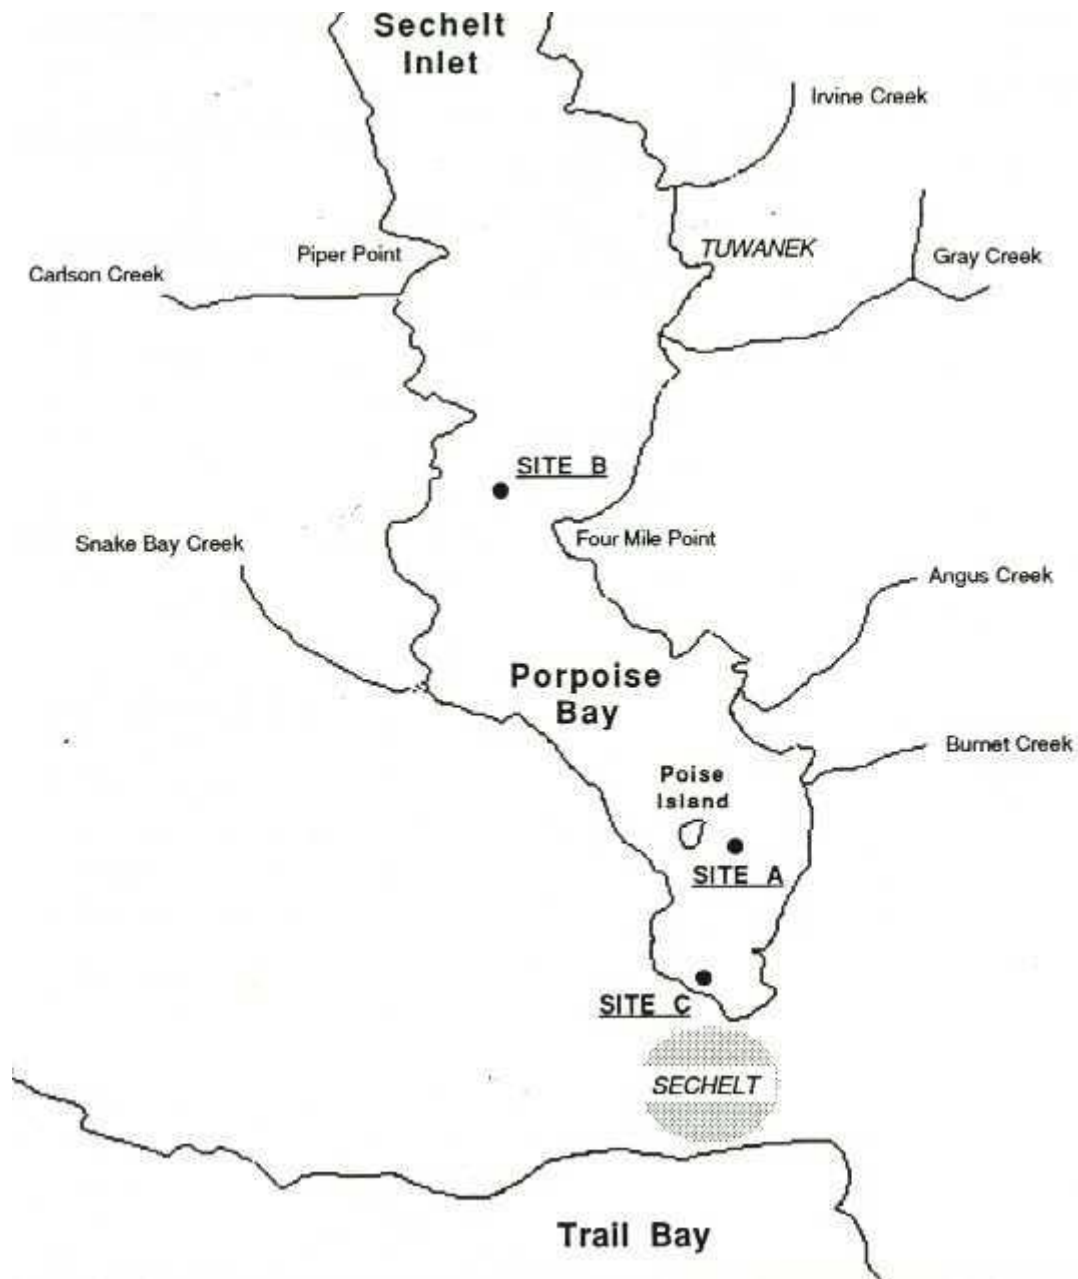 Sechelt
Inlet
Irvine Creek
TUWANEK
Piper Point
Gray Creek
Carlson Creek
SITE B
Four Mile Point
Snake Bay Creek
Angus Creek
Porpoise
Bay
Burnet Creek
Poise
Island
SITE A
SITE C
SECHELT
Trail Bay